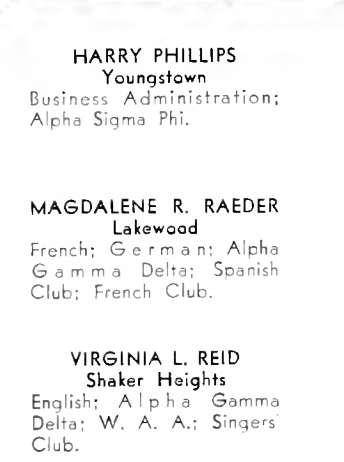 HARRY PHILLIPS
Youngstown
Business Administration;
Alpha Sigma Phi.
MAGDALENE R. RAEDER
Lakewood
French; German; Alpha
Gamma Delta; Spanish
Club; French Club.
VIRGINIA L. REID
Shaker Heights
English; Alpha Gamma
Delta; W. A. A.; Singers'
Club.